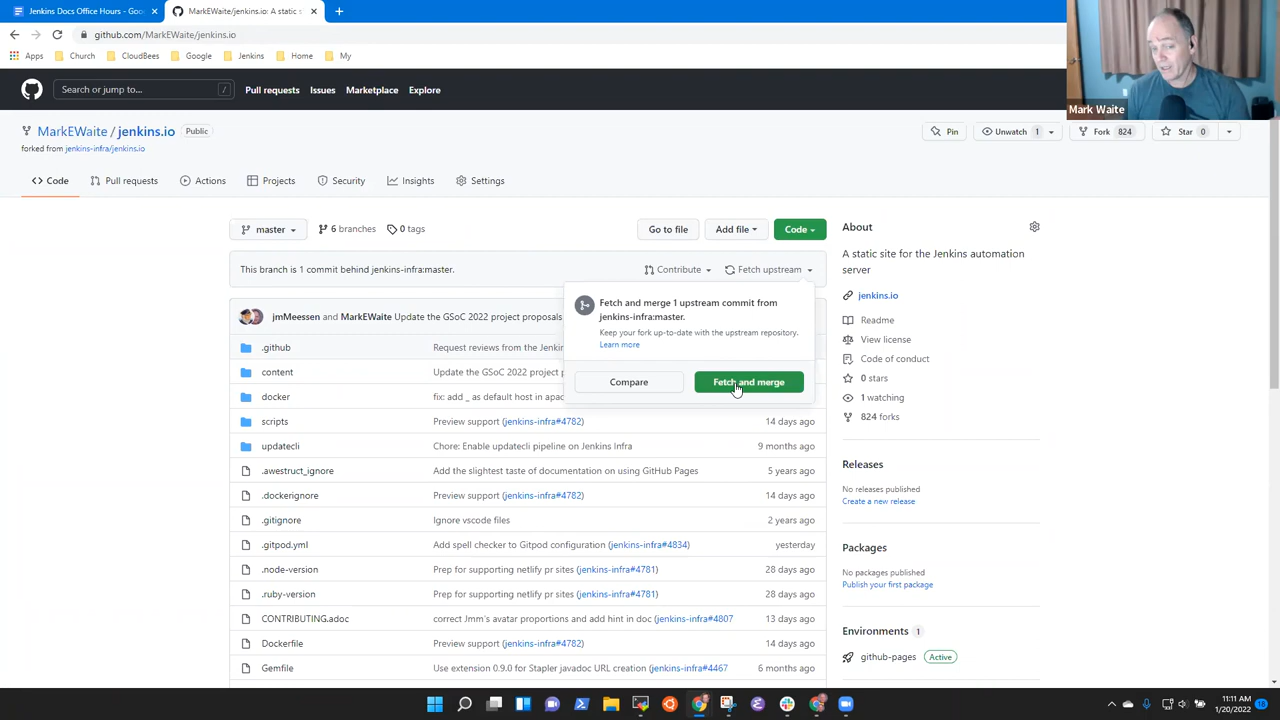 Jenkins Docs Office Hours - Goo
MarkEWaite/jenkins.io: A static s
github.com/MarkEWaite/jenkins.io
Apps Church CloudBees Google Jenkins Home My
Search or jump to... /
Pull requests Issues Marketplace Explore
Mark Waite
MarkEWaite / jenkins.io Public
Pin Unwatch 1 Fork 824 Star 0
forked from jenkins-infra/jenkins.io
Code Pull requests Actions Projects Security Insights Settings
master 6 branches 0 tags Go to file Add file Code
This branch is 1 commit behind jenkins-infra:master. Contribute Fetch upstream
Fetch and merge 1 upstream commit from
jenkins-infra:master.
Keep your fork up-to-date with the upstream repository.
Learn more
Compare Fetch and merge
jmMeessen and MarkEWaite Update the GSoC 2022 project proposals
.github Request reviews from the Jenkin
content Update the GSoC 2022 project p
docker fix: add _ as default host in apac
scripts Preview support (jenkins-infra#4782) 14 days ago
updatecli Chore: Enable updatecli pipeline on Jenkins Infra 9 months ago
.awestruct_ignore Add the slightest taste of documentation on using GitHub Pages 5 years ago
.dockerignore Preview support (jenkins-infra#4782) 14 days ago
.gitignore Ignore vscode files 2 years ago
.gitpod.yml Add spell checker to Gitpod configuration (jenkins-infra#4834) yesterday
.node-version Prep for supporting netlify pr sites (jenkins-infra#4781) 28 days ago
.ruby-version Prep for supporting netlify pr sites (jenkins-infra#4781) 28 days ago
CONTRIBUTING.adoc correct Jmm's avatar proportions and add hint in doc (jenkins-infra#4807 13 days ago
Dockerfile Preview support (jenkins-infra#4782) 14 days ago
Gemfile Use extension 0.9.0 for Stapler javadoc URL creation (jenkins-infra#4467 6 months ago
About
A static site for the Jenkins automation
server
jenkins.io
Readme
View license
Code of conduct
0 stars
1 watching
824 forks
Releases
No releases published
Create a new release
Packages
No packages published
Publish your first package
Environments 1
github-pages Active
11:11 AM
1/20/2022